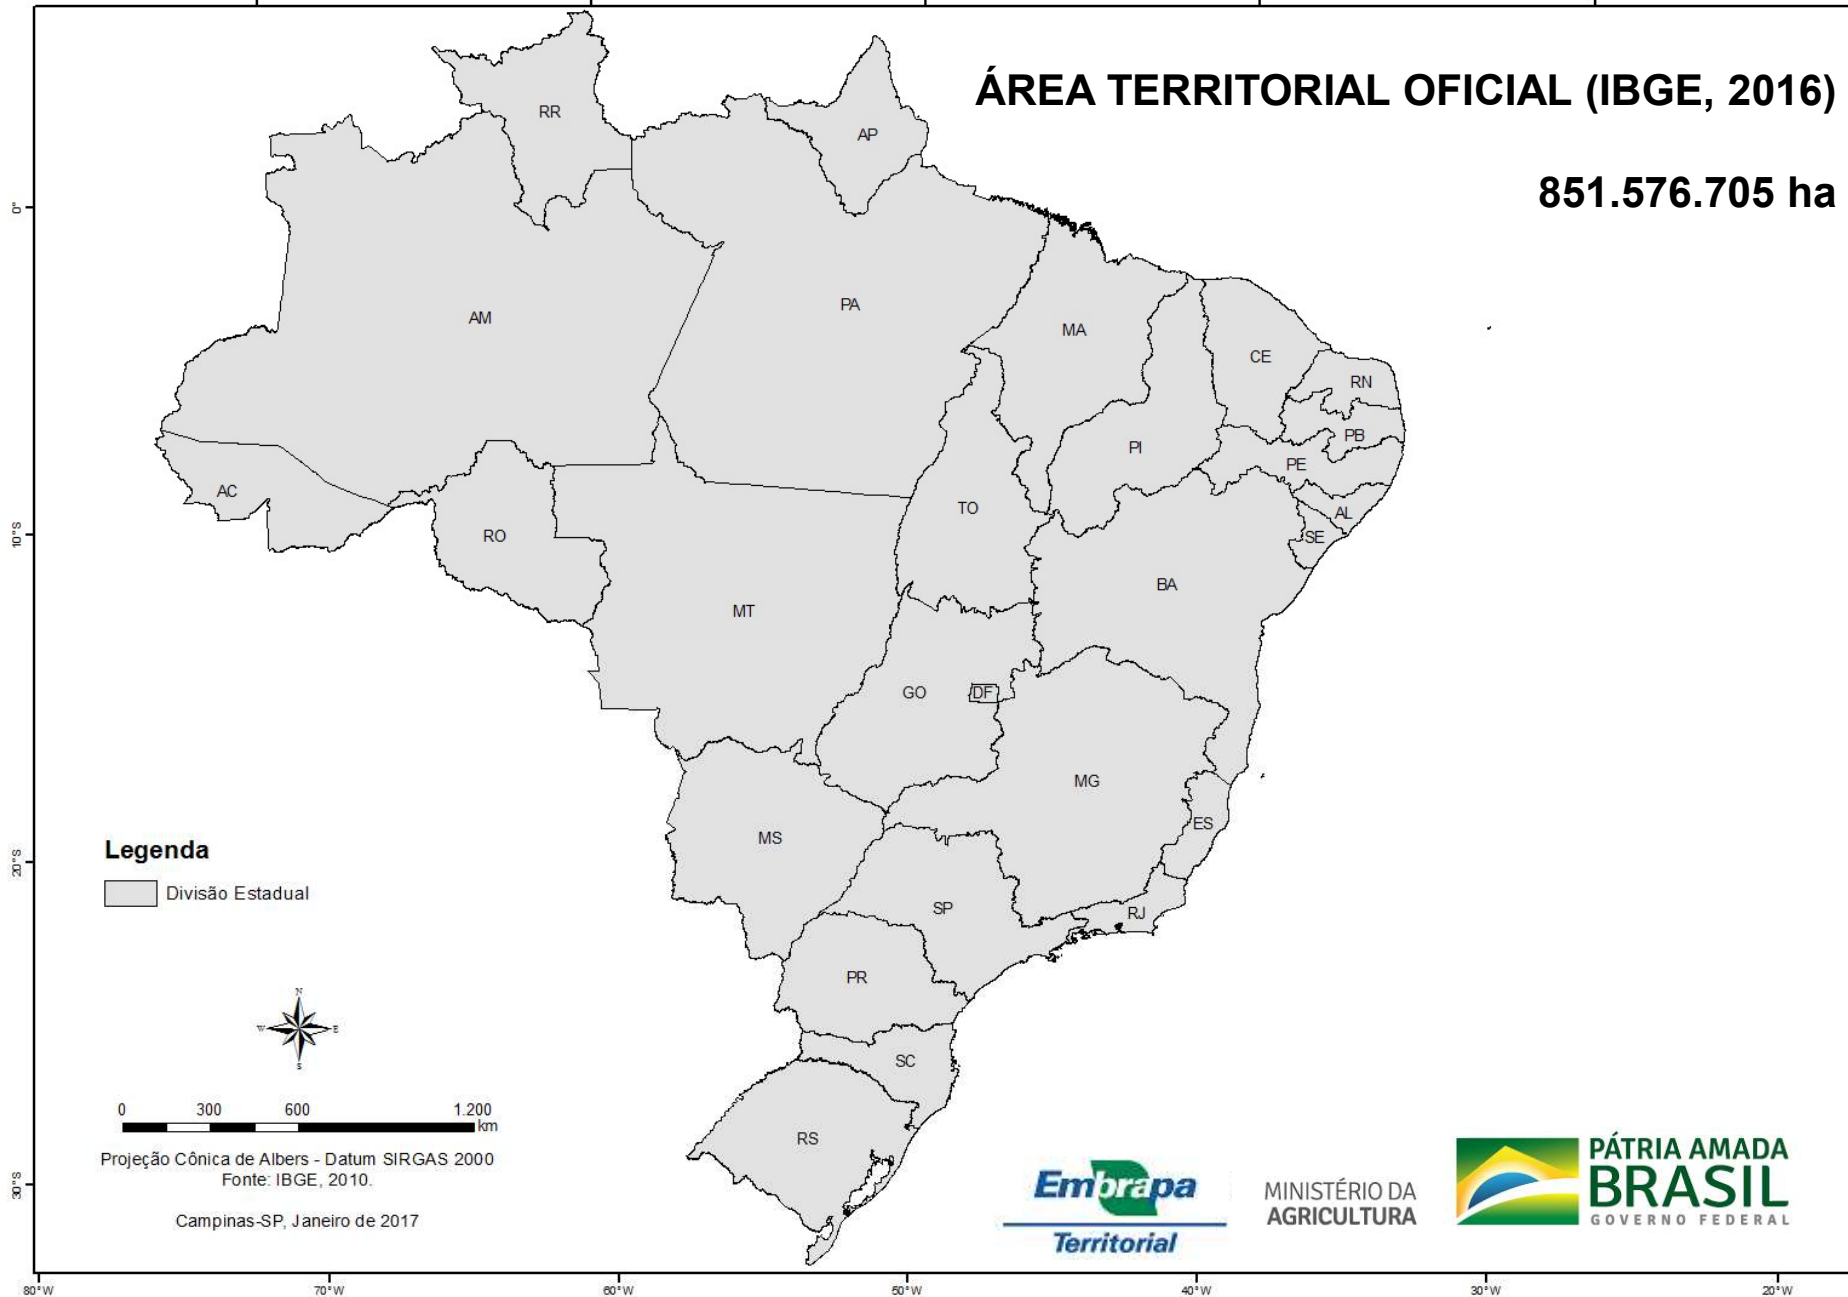 ÁREA TERRITORIAL OFICIAL (IBGE, 2016)
851.576.705 ha
RR
AP
AM
PA
MA
CE
RN
PB
PI
PE
AC
TO
AL
RO
SE
BA
MT
GO
DF
MG
MS
ES
SP
RJ
PR
SC
RS
0°
10°S
20°S
30°S
Legenda
Divisão Estadual
N
W
E
S
0 300 600 1.200
km
Projeção Cônica de Albers - Datum SIRGAS 2000
Fonte: IBGE, 2010.
Campinas-SP, Janeiro de 2017
Embrapa
Territorial
MINISTÉRIO DA
AGRICULTURA
PÁTRIA AMADA
BRASIL
GOVERNO FEDERAL
80°W 70°W 60°W 50°W 40°W 30°W 20°W